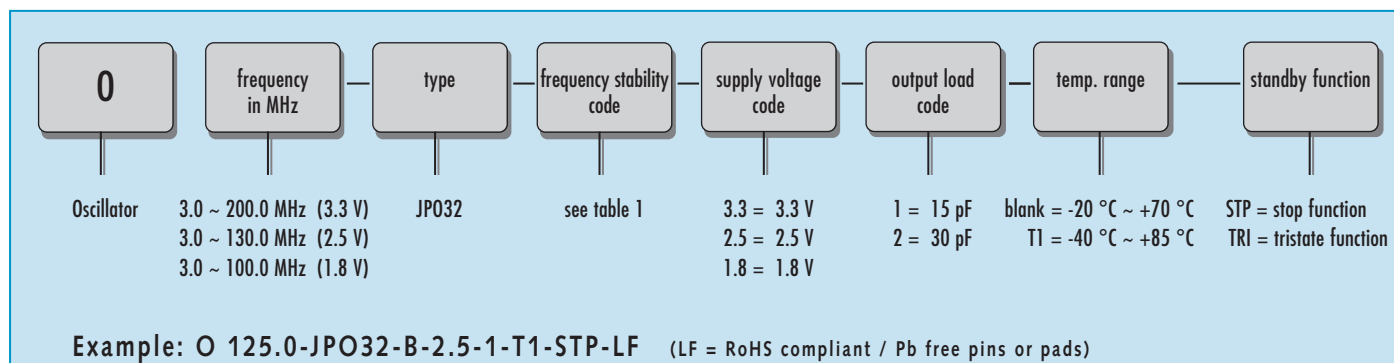 O
frequency
in MHz
type
frequency stability
code
supply voltage
code
output load
code
temp. range
standby function
Oscillator
3.0 ~ 200.0 MHz (3.3 V)
3.0 ~ 130.0 MHz (2.5 V)
3.0 ~ 100.0 MHz (1.8 V)
JPO32
see table 1
3.3 = 3.3 V
2.5 = 2.5 V
1.8 = 1.8 V
1 = 15 pF
2 = 30 pF
blank = -20 °C ~ +70 °C
T1 = -40 °C ~ +85 °C
STP = stop function
TRI = tristate function
Example: O 125.0-JPO32-B-2.5-1-T1-STP-LF (LF = RoHS compliant / Pb free pins or pads)